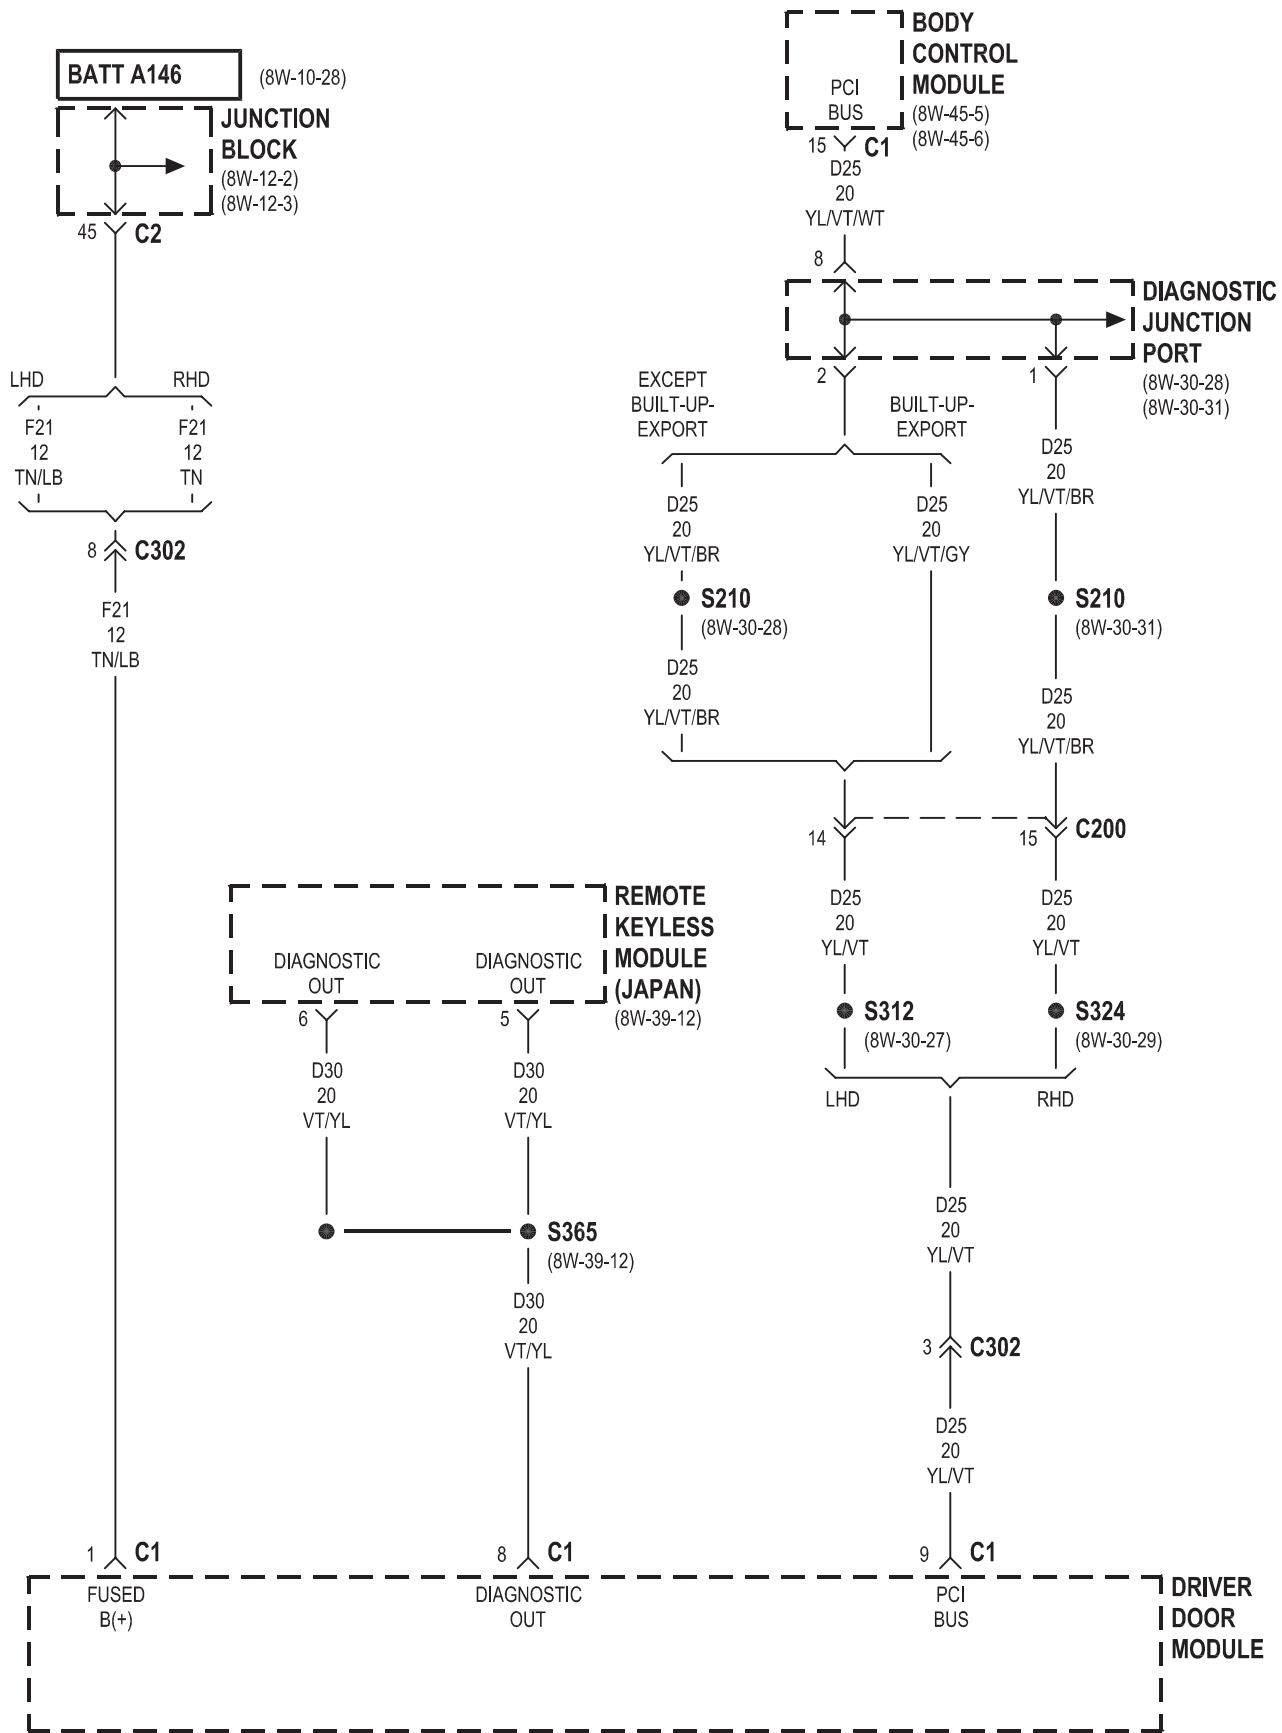 BATT A146
(8W-10-28)
JUNCTION
BLOCK
(8W-12-2)
(8W-12-3)
45
C2
LHD
RHD
F21
12
TN/LB
F21
12
TN
8
C302
F21
12
TN/LB
BODY
CONTROL
MODULE
(8W-45-5)
(8W-45-6)
PCI
BUS
15
C1
D25
20
YL/VT/WT
8
DIAGNOSTIC
JUNCTION
PORT
(8W-30-28)
(8W-30-31)
2
1
EXCEPT
BUILT-UP-
EXPORT
BUILT-UP-
EXPORT
D25
20
YL/VT/BR
D25
20
YL/VT/BR
D25
20
YL/VT/GY
S210
(8W-30-28)
S210
(8W-30-31)
D25
20
YL/VT/BR
D25
20
YL/VT/BR
14
15
C200
D25
20
YL/VT
D25
20
YL/VT
S312
(8W-30-27)
S324
(8W-30-29)
LHD
RHD
REMOTE
KEYLESS
MODULE
(JAPAN)
(8W-39-12)
DIAGNOSTIC
OUT
DIAGNOSTIC
OUT
6
5
D30
20
VT/YL
D30
20
VT/YL
S365
(8W-39-12)
D30
20
VT/YL
D25
20
YL/VT
3
C302
D25
20
YL/VT
1
C1
8
C1
9
C1
FUSED
B(+)
DIAGNOSTIC
OUT
PCI
BUS
DRIVER
DOOR
MODULE